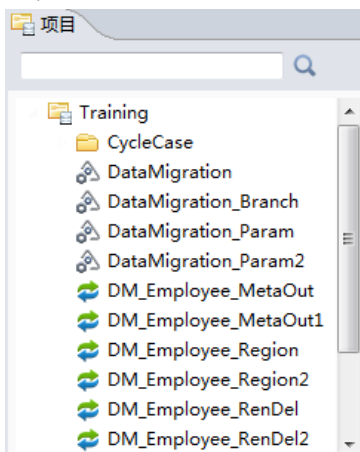 项目
Training
CycleCase
DataMigration
DataMigration_Branch
DataMigration_Param
DataMigration_Param2
DM_Employee_MetaOut
DM_Employee_MetaOut1
DM_Employee_Region
DM_Employee_Region2
DM_Employee_RenDel
DM_Employee_RenDel2